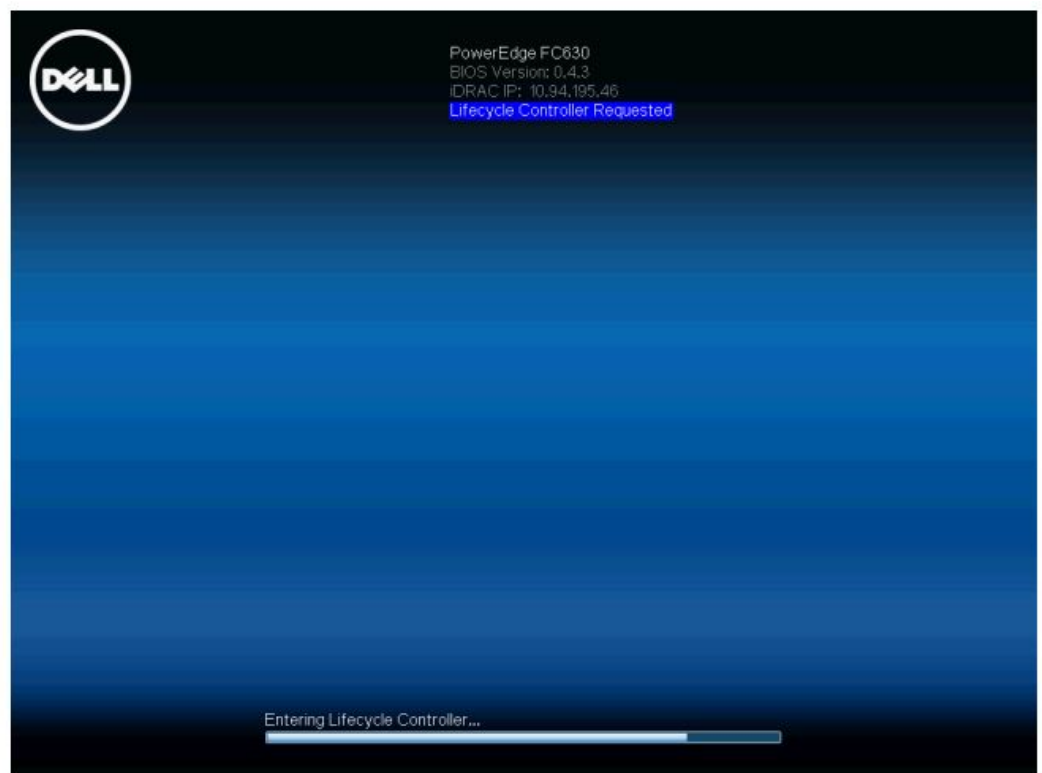 DELL
PowerEdge FC630
BIOS Version: 0.4.3
iDRAC IP: 10.94.195.46
Lifecycle Controller Requested
Entering Lifecycle Controller...